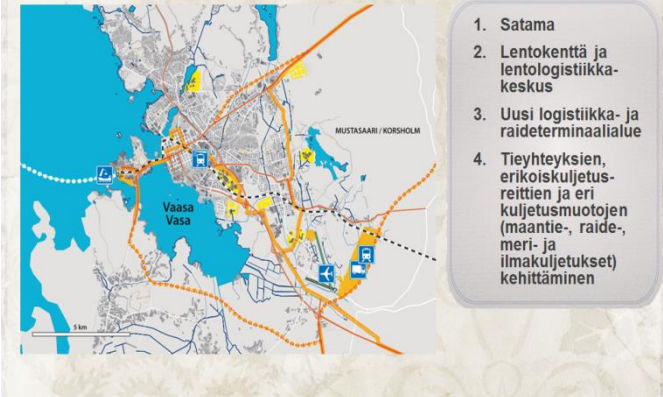 MUSTASAARI / KORSHOLM
Vaasa
Vasa
5 km
1. Satama
2. Lentokenttä ja
lentologistiikka-
keskus
3. Uusi logistiikka- ja
raideterminaalialue
4. Tieyhteyksien,
erikoiskuljetus-
reittien ja eri
kuljetusmuotojen
(maantie-, raide-,
meri- ja
ilmakuljetukset)
kehittäminen